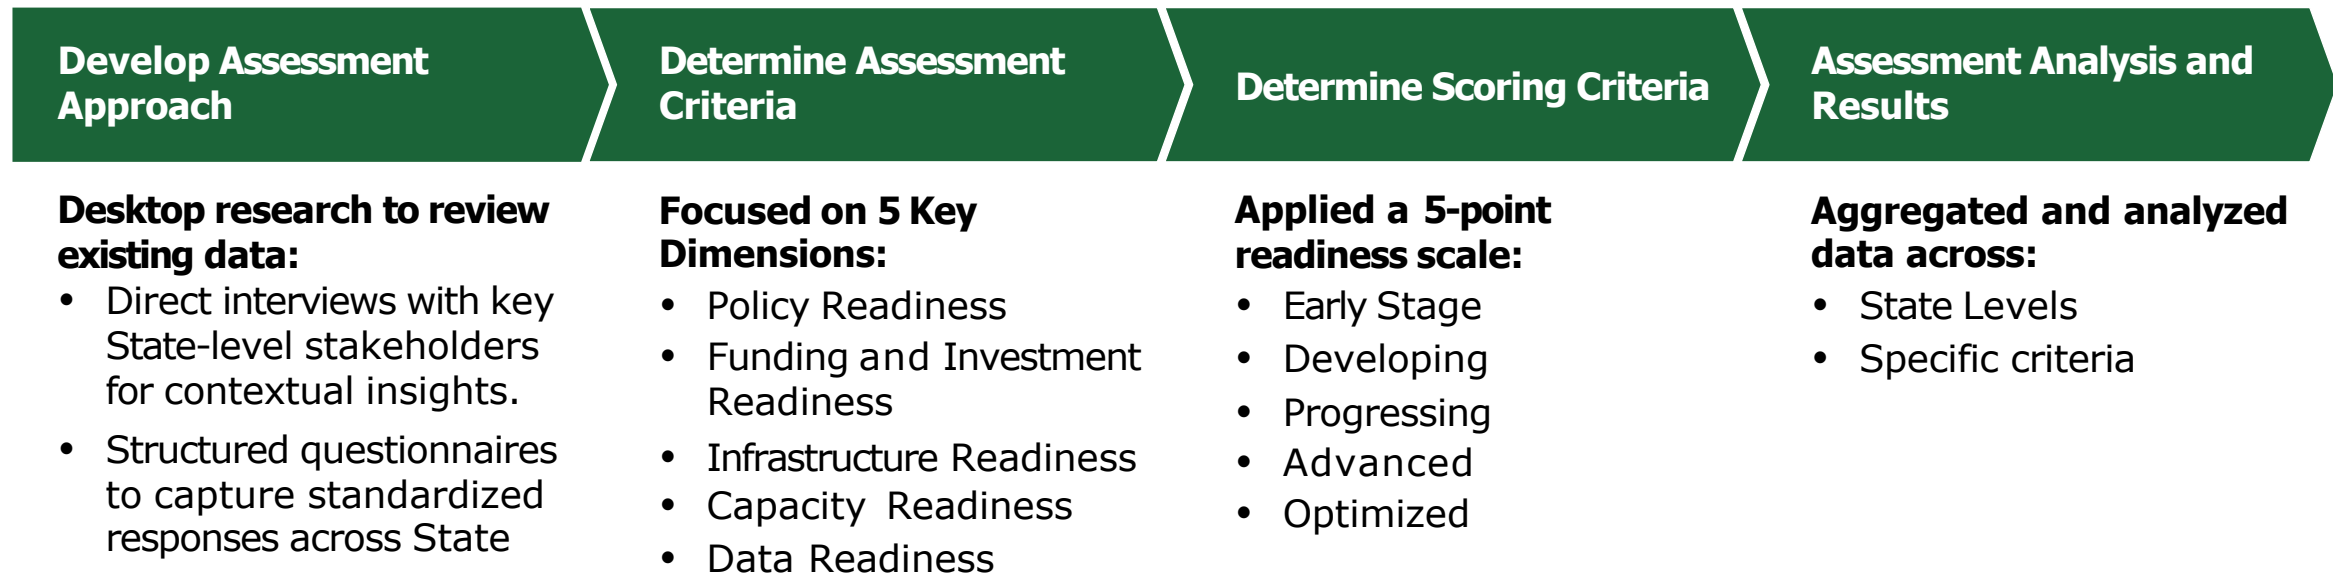 Develop Assessment
Approach
Determine Assessment
Criteria
Determine Scoring Criteria
Assessment Analysis and
Results
Desktop research to review
existing data:
• Direct interviews with key
State-level stakeholders
for contextual insights.
• Structured questionnaires
to capture standardized
responses across State
Focused on 5 Key
Dimensions:
• Policy Readiness
• Funding and Investment
Readiness
• Infrastructure Readiness
• Capacity Readiness
• Data Readiness
Applied a 5-point
readiness scale:
• Early Stage
• Developing
• Progressing
• Advanced
• Optimized
Aggregated and analyzed
data across:
• State Levels
• Specific criteria